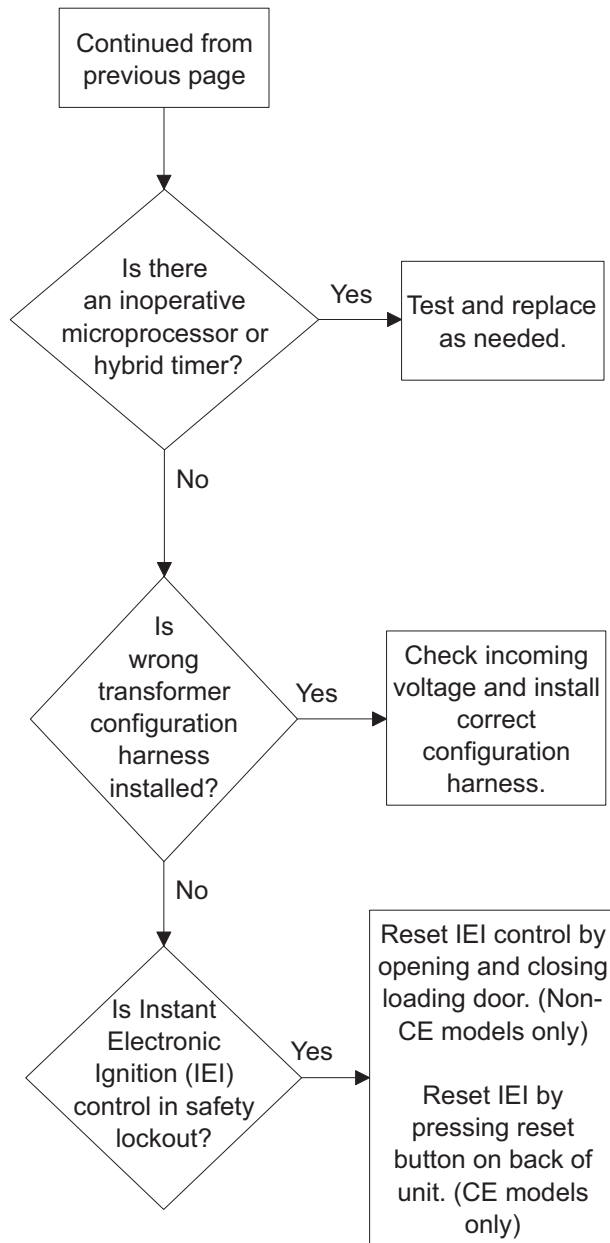 Continued from
previous page
Is there
an inoperative
microprocessor or
hybrid timer?
Yes
Test and replace
as needed.
No
Is
wrong
transformer
configuration
harness
installed?
Yes
Check incoming
voltage and install
correct
configuration
harness.
No
Is Instant
Electronic
Ignition (IEI)
control in safety
lockout?
Yes
Reset IEI control by
opening and closing
loading door. (Non-
CE models only)
Reset IEI by
pressing reset
button on back of
unit. (CE models
only)